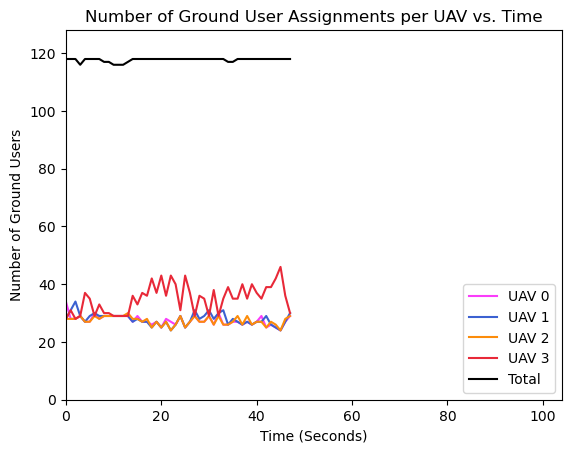 Number of Ground User Assignments per UAV vs. Time
Number of Ground Users
120
100
80
60
40
20
0
0 20 40 60 80 100
Time (Seconds)
UAV 0
UAV 1
UAV 2
UAV 3
Total